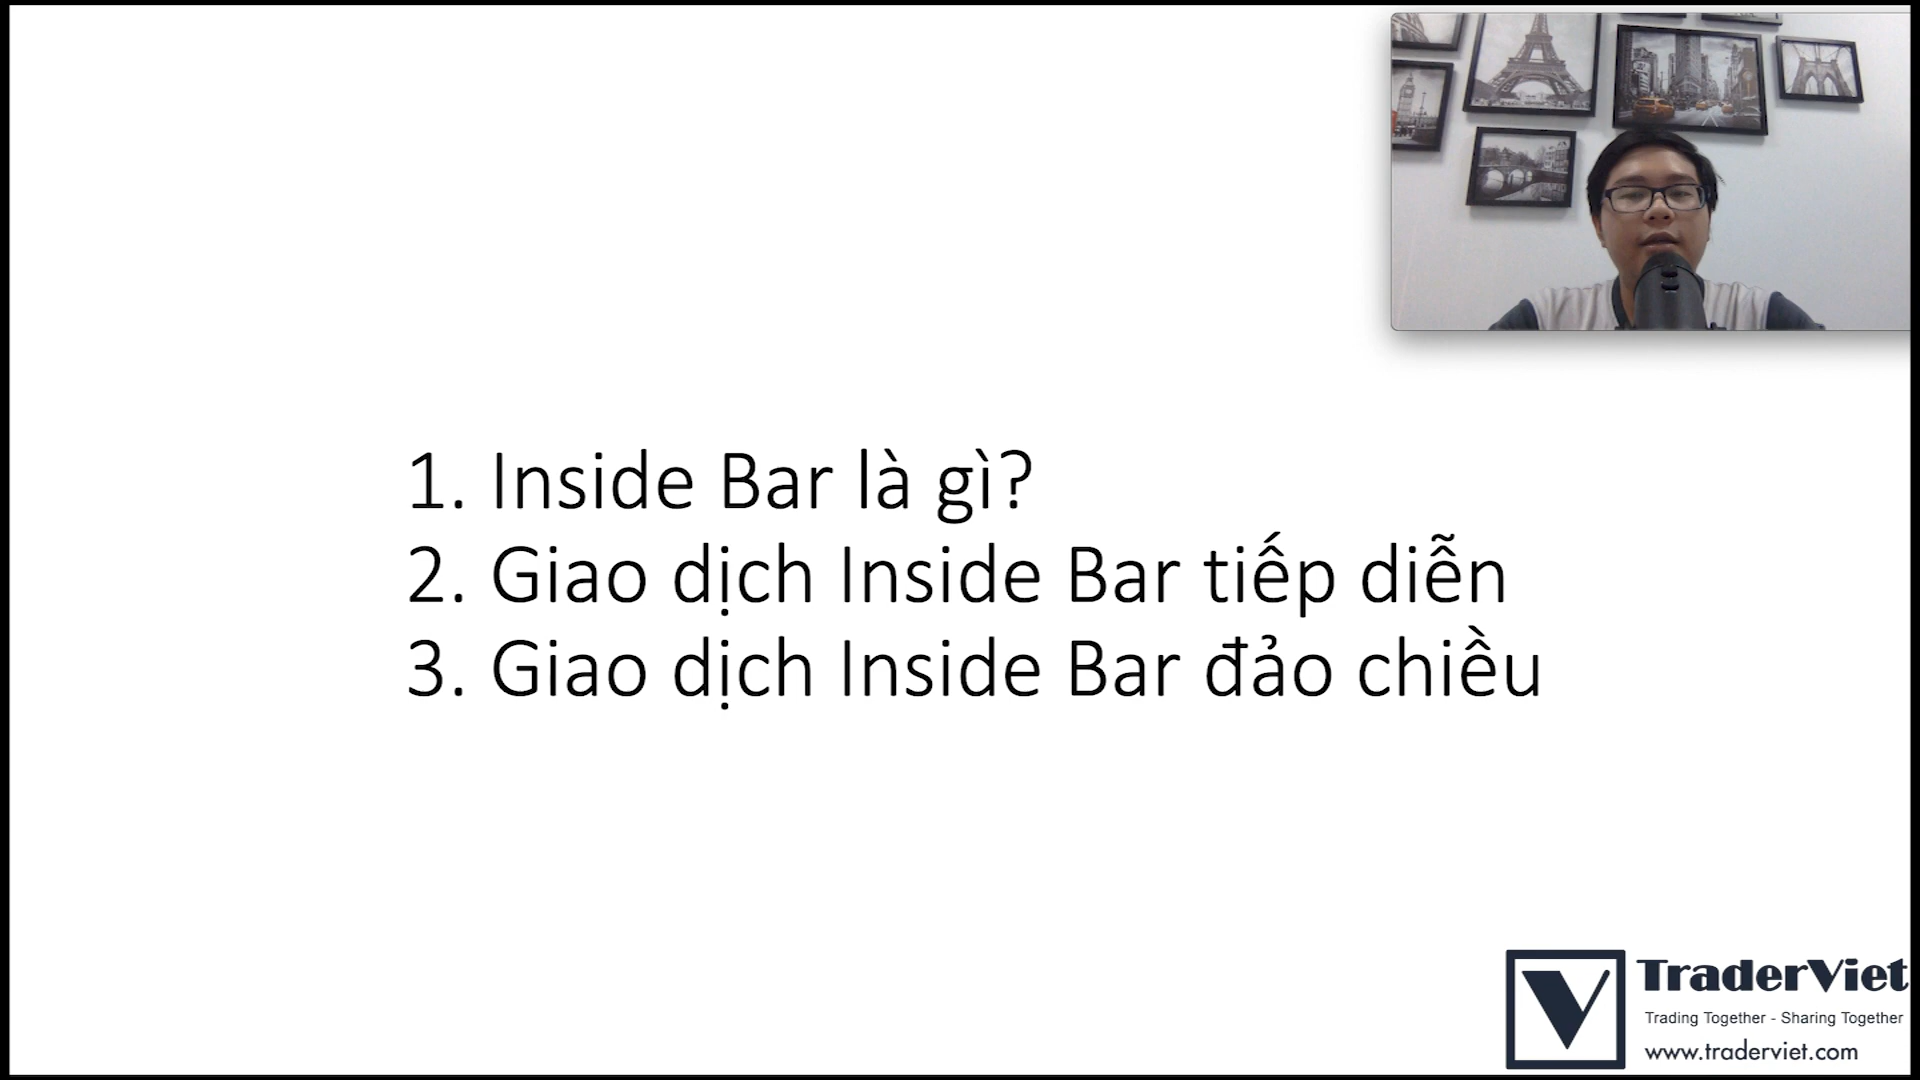 1. Inside Bar là gì?
2. Giao dịch Inside Bar tiếp diễn
3. Giao dịch Inside Bar đảo chiều
TraderViet
Trading Together - Sharing Together
www.traderviet.com